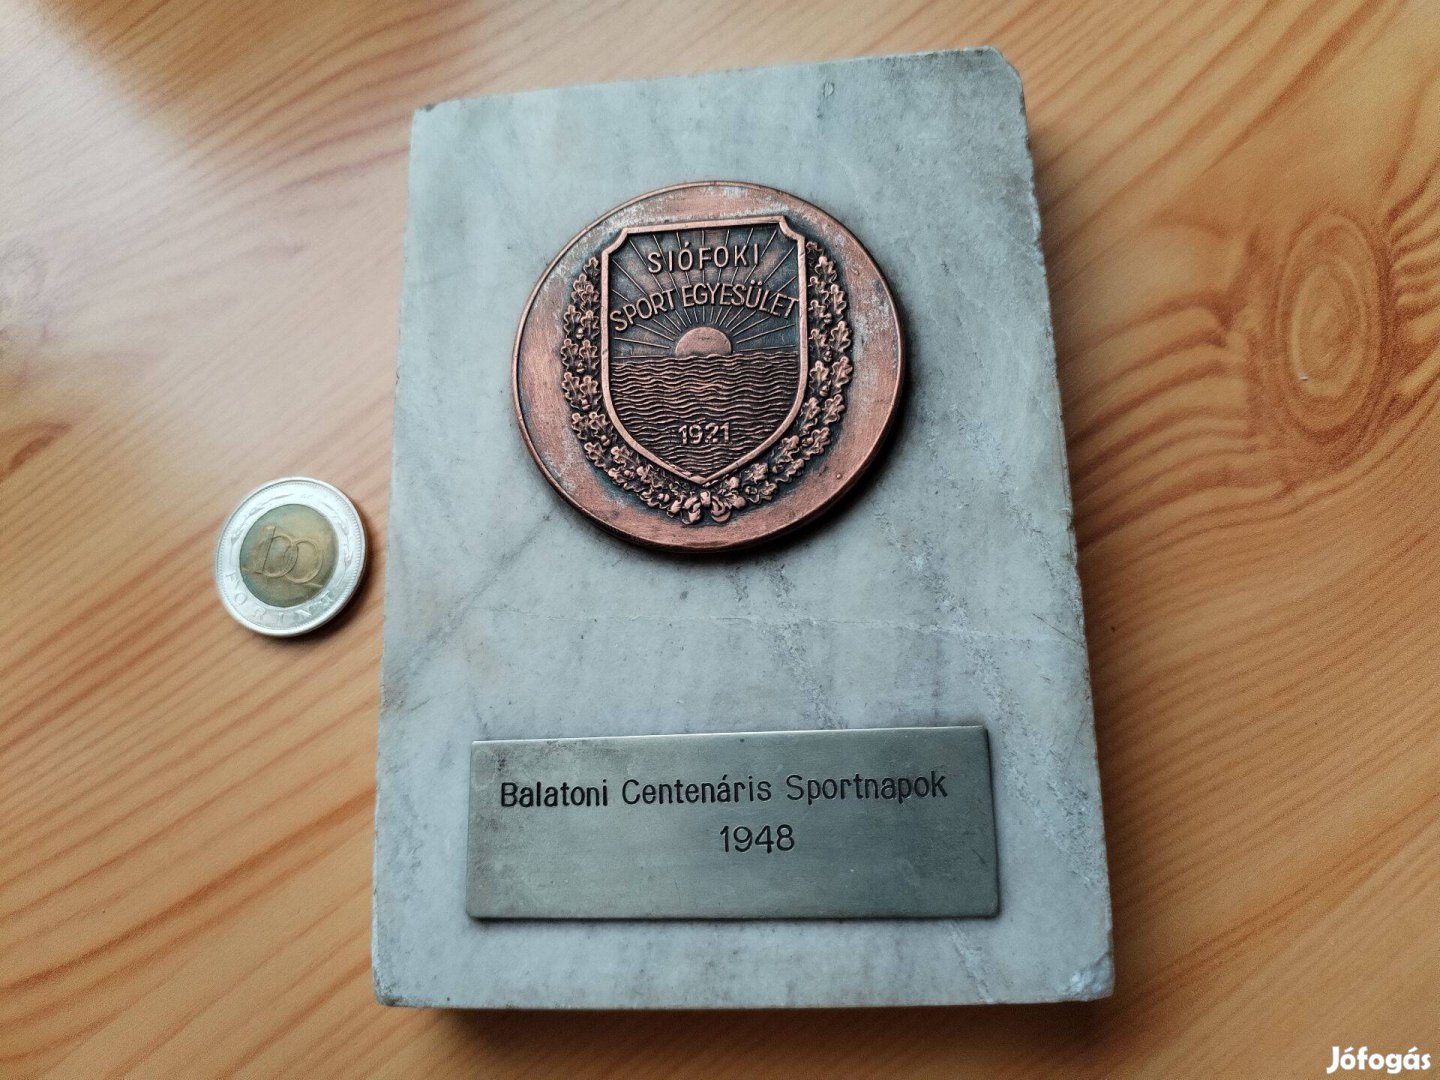 SIÓFOKI
SPORT EGYESÜLET
1921
100
FORINT
Balatoni Centenáris Sportnapok
1948
Jófogás